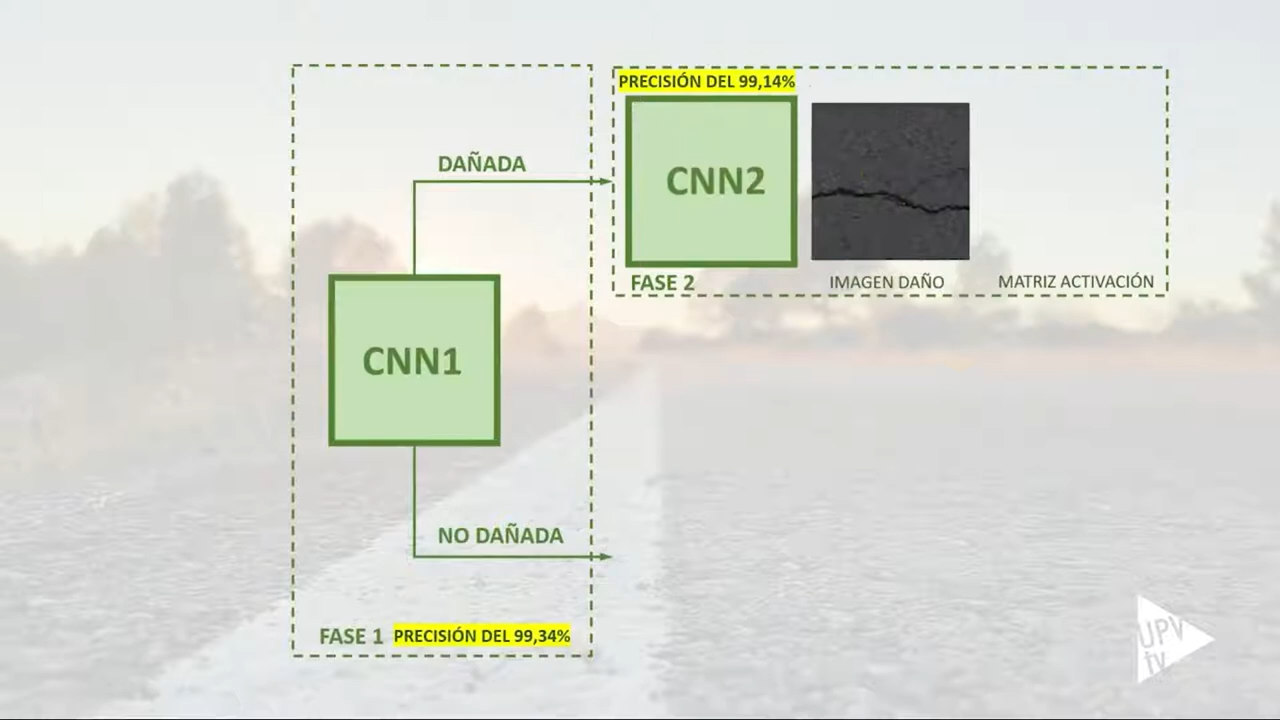 PRECISIÓN DEL 99,14%
DAÑADA
CNN2
FASE 2
IMAGEN DAÑO
MATRIZ ACTIVACIÓN
CNN1
NO DAÑADA
FASE 1 PRECISIÓN DEL 99,34%
UPV
tv